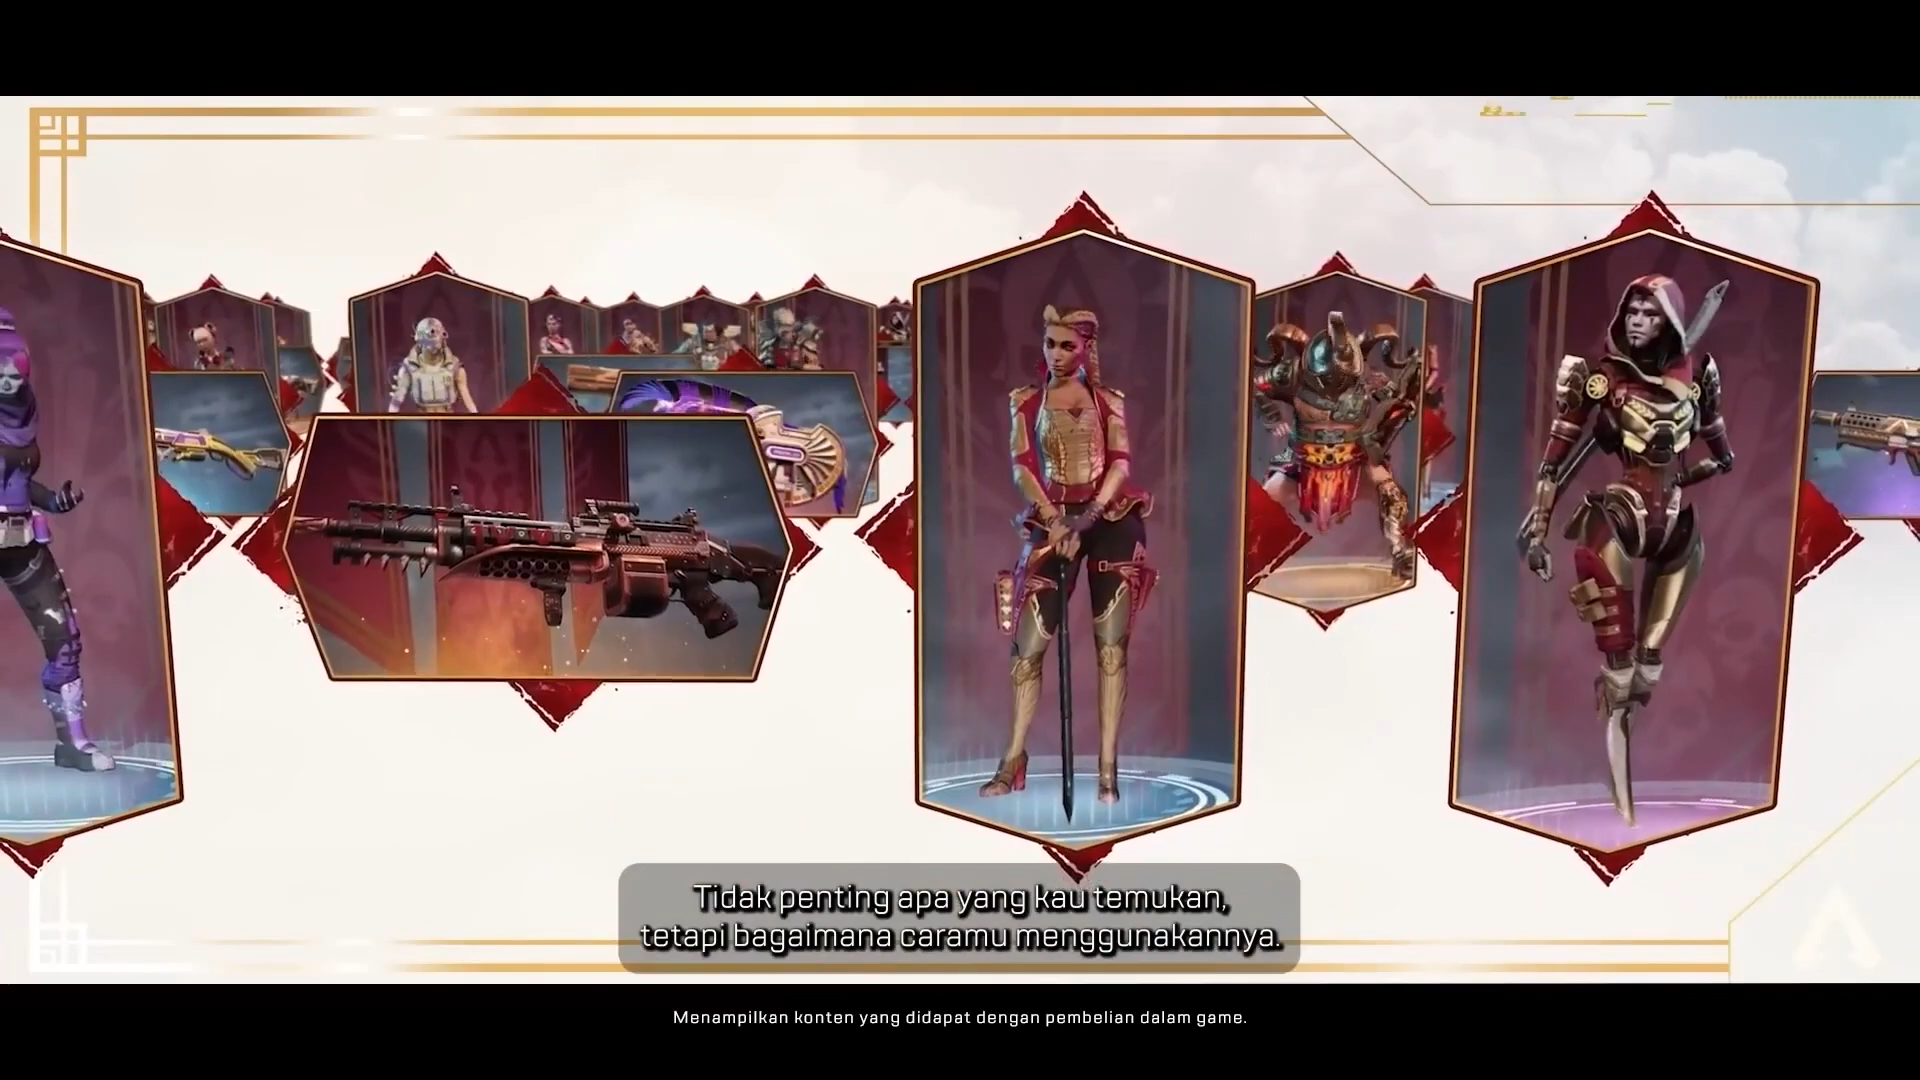 Tidak penting apa yang kau temukan,
tetapi bagaimana caramu menggunakannya.
Menampilkan konten yang didapat dengan pembelian dalam game.